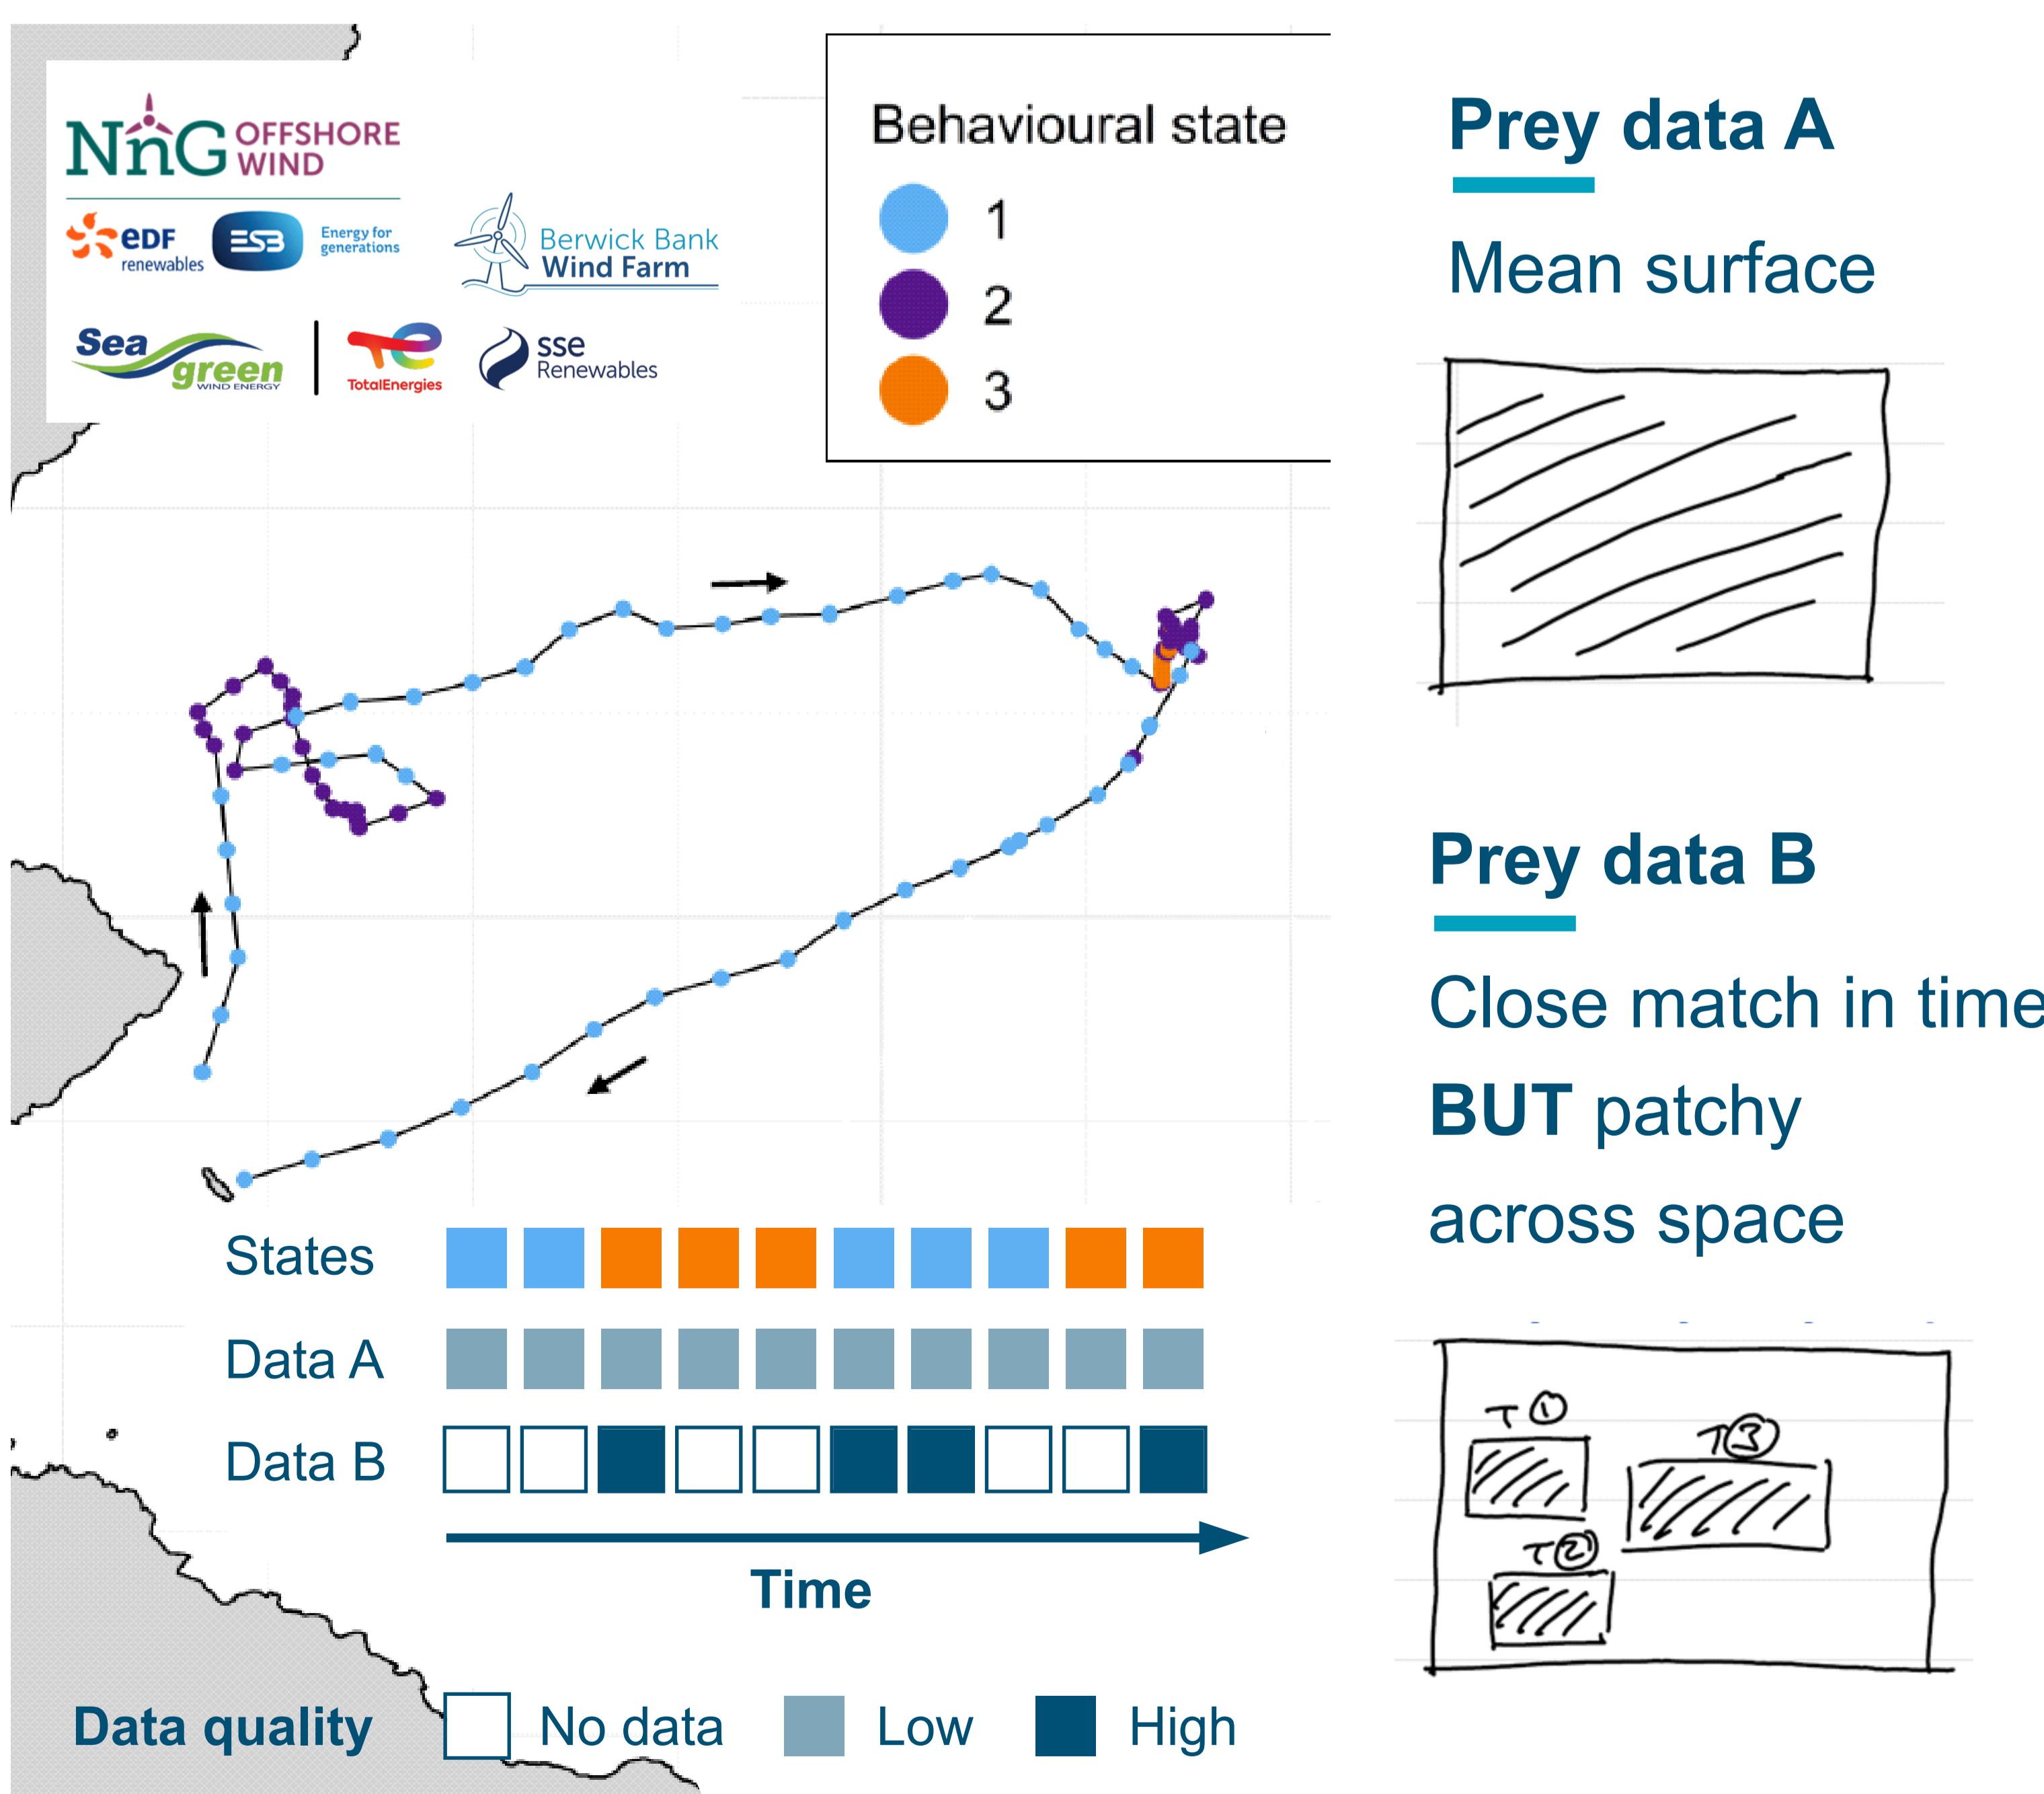 NnG OFFSHORE
WIND
eDF
renewables
ESB
Energy for
generations
Berwick Bank
Wind Farm
Sea
green
WIND ENERGY
TotalEnergies
sse
Renewables
Behavioural state
1
2
3
Prey data A
Mean surface
Prey data B
Close match in time
BUT patchy
across space
T①
T③
T②
States
Data A
Data B
Time
Data quality
No data
Low
High